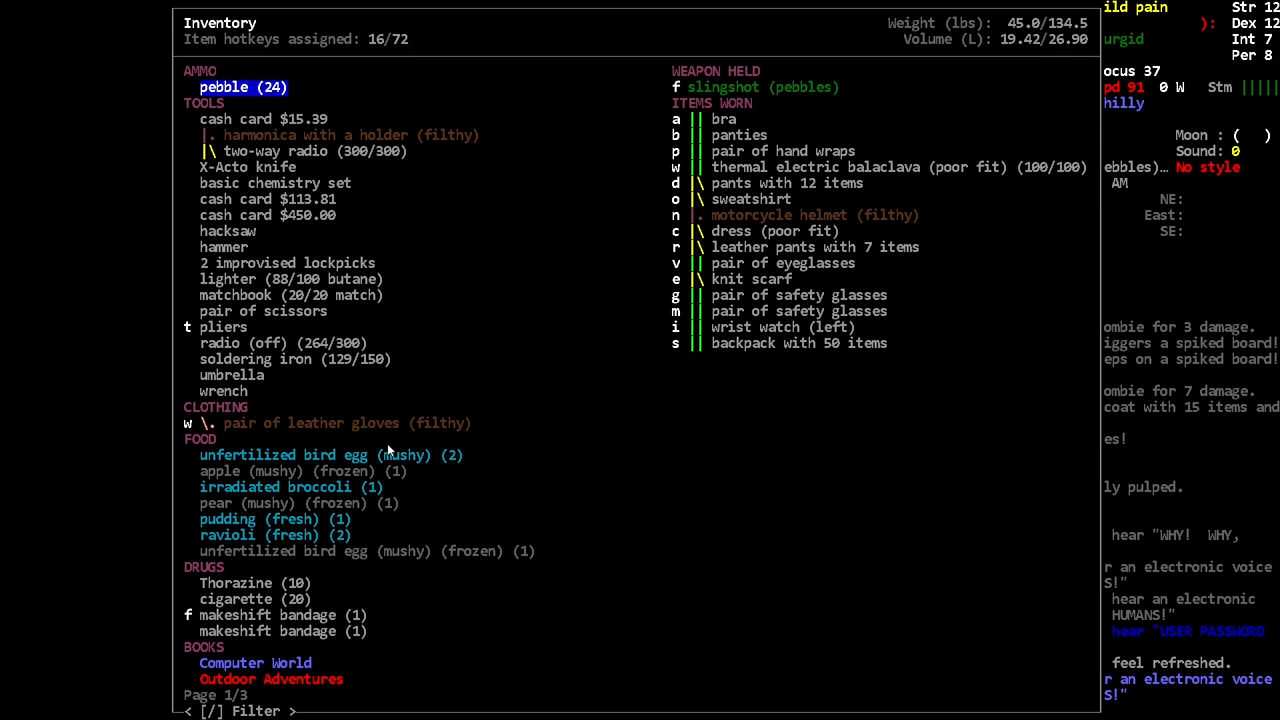 Inventory
Item hotkeys assigned: 16/72
Weight (lbs): 45.0/134.5
Volume (L): 19.42/26.90
AMMO
pebble (24)
TOOLS
cash card $15.39
|. harmonica with a holder (filthy)
|\ two-way radio (300/300)
X-Acto knife
basic chemistry set
cash card $113.81
cash card $450.00
hacksaw
hammer
2 improvised lockpicks
lighter (88/100 butane)
matchbook (20/20 match)
pair of scissors
t pliers
radio (off) (264/300)
soldering iron (129/150)
umbrella
wrench
CLOTHING
w \. pair of leather gloves (filthy)
FOOD
unfertilized bird egg (mushy) (2)
apple (mushy) (frozen) (1)
irradiated broccoli (1)
pear (mushy) (frozen) (1)
pudding (fresh) (1)
ravioli (fresh) (2)
unfertilized bird egg (mushy) (frozen) (1)
DRUGS
Thorazine (10)
cigarette (20)
f makeshift bandage (1)
makeshift bandage (1)
BOOKS
Computer World
Outdoor Adventures
Page 1/3
< [/] Filter >
WEAPON HELD
f slingshot (pebbles)
ITEMS WORN
a || bra
b || panties
p || pair of hand wraps
w || thermal electric balaclava (poor fit) (100/100)
d |\ pants with 12 items
o |\ sweatshirt
n |. motorcycle helmet (filthy)
c |\ dress (poor fit)
r |\ leather pants with 7 items
v || pair of eyeglasses
e |\ knit scarf
g || pair of safety glasses
m || pair of safety glasses
i || wrist watch (left)
s || backpack with 50 items
ild pain Str 12
): Dex 12
urgid Int 7
Per 8
ocus 37
pd 91 0 W Stm |||||
hilly
Moon : ( )
Sound: 0
ebbles)… No style
AM
NE:
East:
SE:
ombie for 3 damage.
iggers a spiked board!
eps on a spiked board!
ombie for 7 damage.
coat with 15 items and
es!
ly pulped.
hear "WHY! WHY,
r an electronic voice
S!"
hear an electronic
HUMANS!"
hear "USER PASSWORD
feel refreshed.
r an electronic voice
S!"